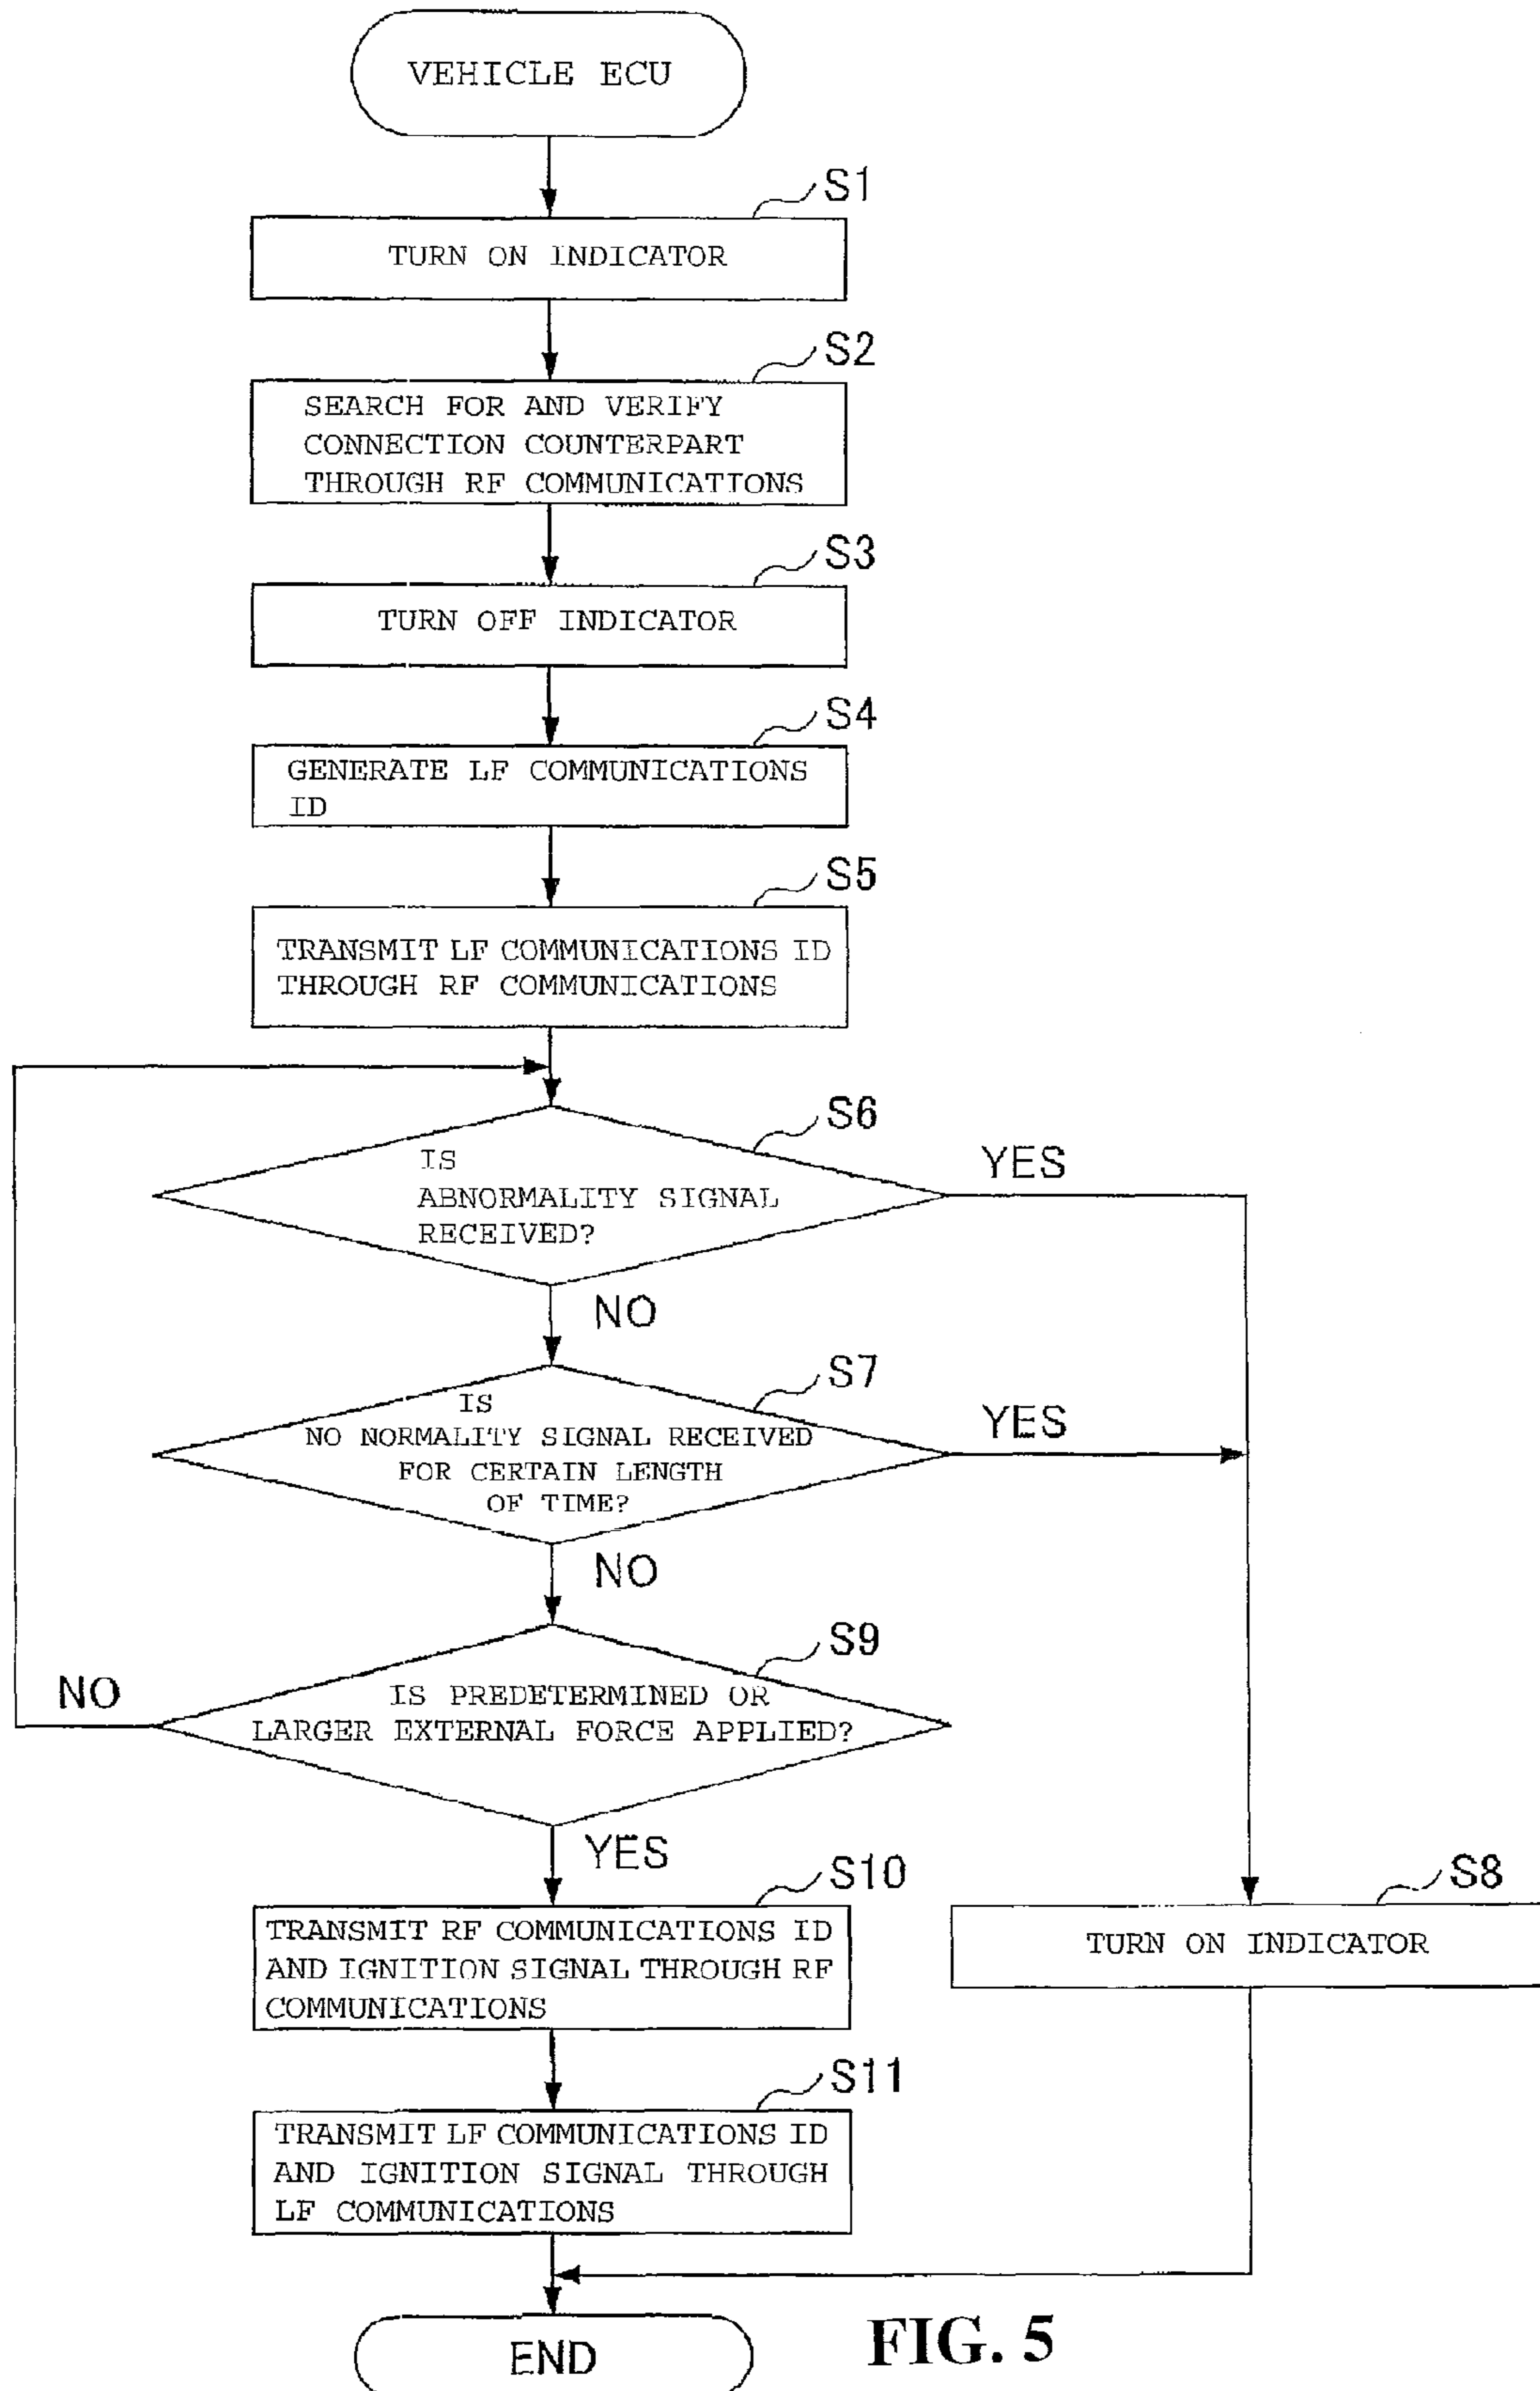 VEHICLE ECU
S1
TURN ON INDICATOR
S2
SEARCH FOR AND VERIFY
CONNECTION COUNTERPART
THROUGH RF COMMUNICATIONS
S3
TURN OFF INDICATOR
S4
GENERATE LF COMMUNICATIONS
ID
S5
TRANSMIT LF COMMUNICATIONS ID
THROUGH RF COMMUNICATIONS
S6
YES
IS
ABNORMALITY SIGNAL
RECEIVED?
NO
S7
YES
IS
NO NORMALITY SIGNAL RECEIVED
FOR CERTAIN LENGTH
OF TIME?
NO
S9
NO
IS PREDETERMINED OR
LARGER EXTERNAL FORCE APPLIED?
YES
S10
TRANSMIT RF COMMUNICATIONS ID
AND IGNITION SIGNAL THROUGH RF
COMMUNICATIONS
S8
TURN ON INDICATOR
S11
TRANSMIT LF COMMUNICATIONS ID
AND IGNITION SIGNAL THROUGH
LF COMMUNICATIONS
END
FIG. 5